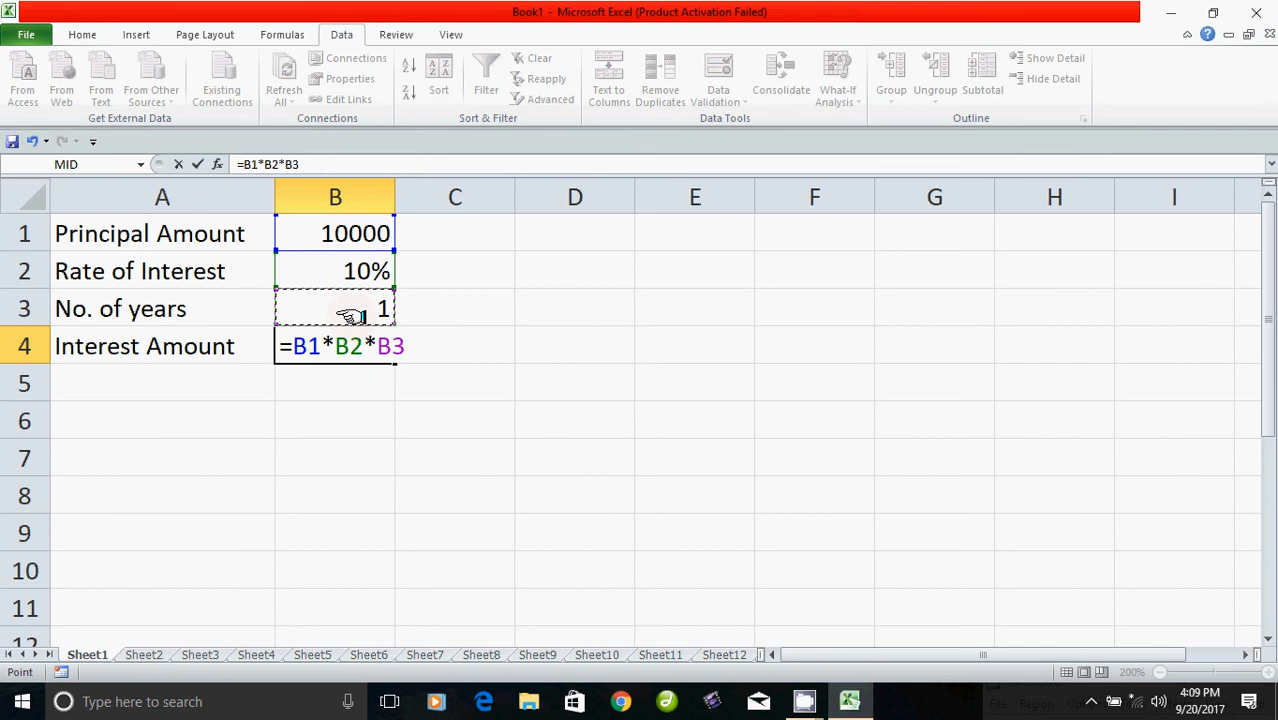 Book1 - Microsoft Excel (Product Activation Failed)
File Home Insert Page Layout Formulas Data Review View
From Access
From Web
From Text
From Other Sources
Existing Connections
Get External Data
Refresh All
Connections
Properties
Edit Links
Connections
Sort
Filter
Clear
Reapply
Advanced
Sort & Filter
Text to Columns
Remove Duplicates
Data Validation
Consolidate
What-If Analysis
Data Tools
Group
Ungroup
Subtotal
Show Detail
Hide Detail
Outline
MID =B1*B2*B3
A B C D E F G H I
1 Principal Amount 10000
2 Rate of Interest 10%
3 No. of years 1
4 Interest Amount =B1*B2*B3
5
6
7
8
9
10
11
12
Sheet1 Sheet2 Sheet3 Sheet4 Sheet5 Sheet6 Sheet7 Sheet8 Sheet9 Sheet10 Sheet11 Sheet12
Point 200%
Type here to search
4:09 PM
9/20/2017